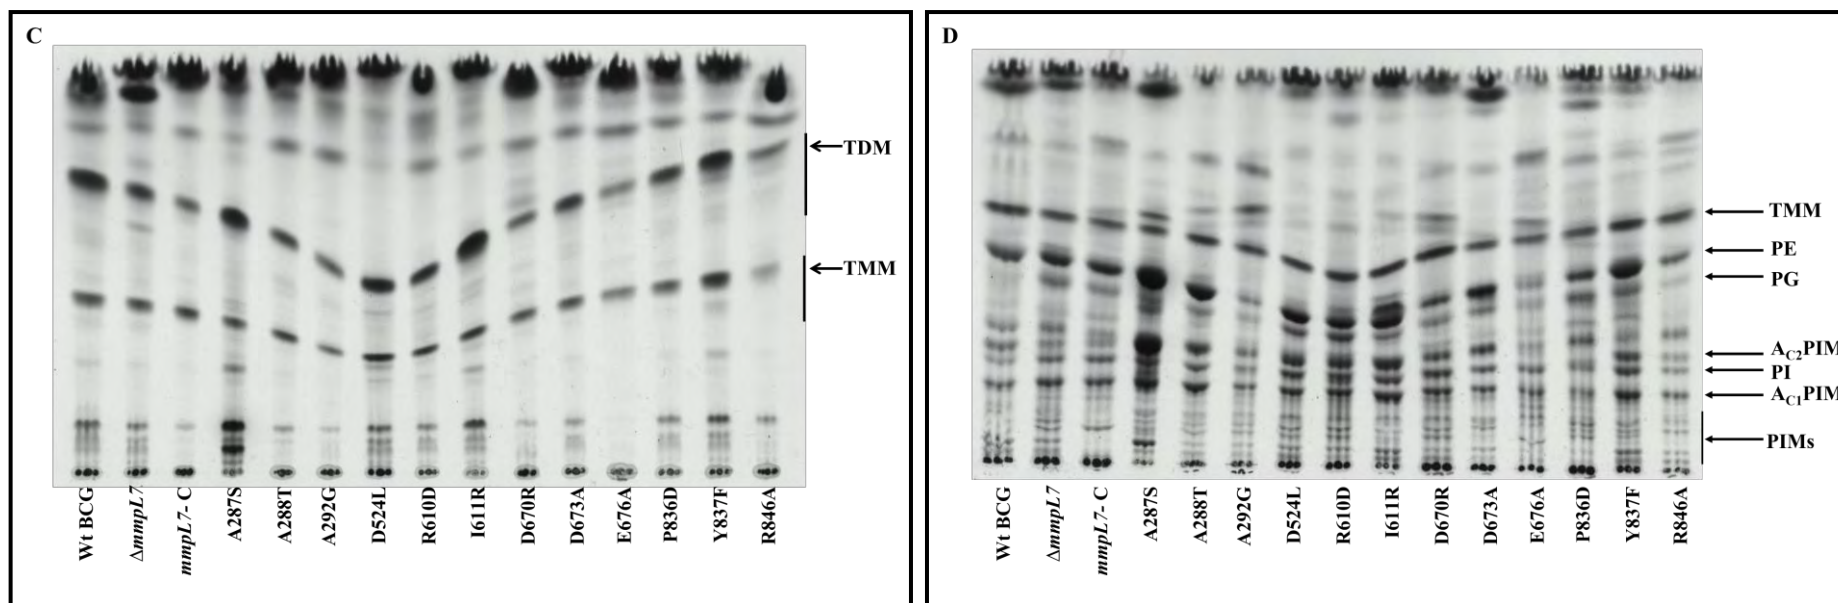 C
TDM
TMM
Wt BCG
ΔmmpL7
mmpL7- C
A287S
A288T
A292G
D524L
R610D
I611R
D670R
D673A
E676A
P836D
Y837F
R846A
D
TMM
PE
PG
AC2PIM
PI
AC1PIM
PIMs
Wt BCG
ΔmmpL7
mmpL7- C
A287S
A288T
A292G
D524L
R610D
I611R
D670R
D673A
E676A
P836D
Y837F
R846A